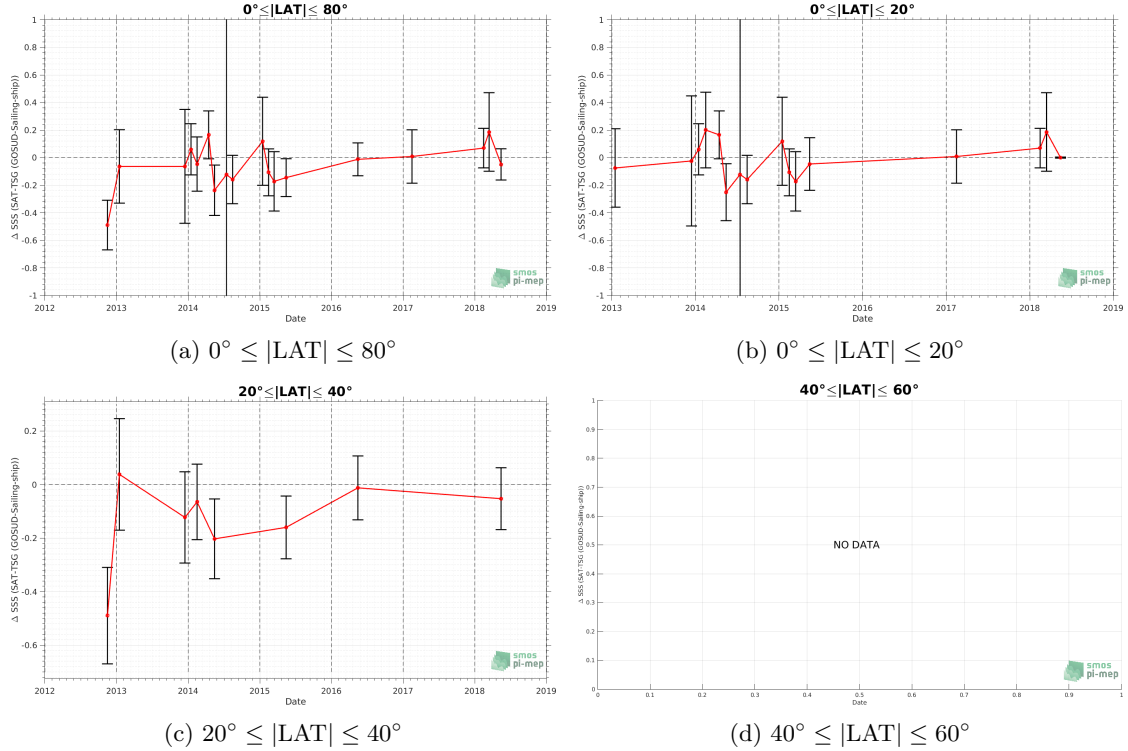 0°≤|LAT|≤ 80°
Δ SSS (SAT-TSG (GOSUD-Sailing-ship))
1
0.8
0.6
0.4
0.2
0
-0.2
-0.4
-0.6
-0.8
-1
2012 2013 2014 2015 2016 2017 2018 2019
Date
smos
pi-mep
(a) 0° ≤ |LAT| ≤ 80°
0°≤|LAT|≤ 20°
Δ SSS (SAT-TSG (GOSUD-Sailing-ship))
1
0.8
0.6
0.4
0.2
0
-0.2
-0.4
-0.6
-0.8
-1
2013 2014 2015 2016 2017 2018 2019
Date
smos
pi-mep
(b) 0° ≤ |LAT| ≤ 20°
20°≤|LAT|≤ 40°
Δ SSS (SAT-TSG (GOSUD-Sailing-ship))
0.2
0
-0.2
-0.4
-0.6
2012 2013 2014 2015 2016 2017 2018 2019
Date
smos
pi-mep
(c) 20° ≤ |LAT| ≤ 40°
40°≤|LAT|≤ 60°
Δ SSS (SAT-TSG (GOSUD-Sailing-ship))
1
0.9
0.8
0.7
0.6
0.5
0.4
0.3
0.2
0.1
0
NO DATA
0 0.1 0.2 0.3 0.4 0.5 0.6 0.7 0.8 0.9 1
Date
smos
pi-mep
(d) 40° ≤ |LAT| ≤ 60°